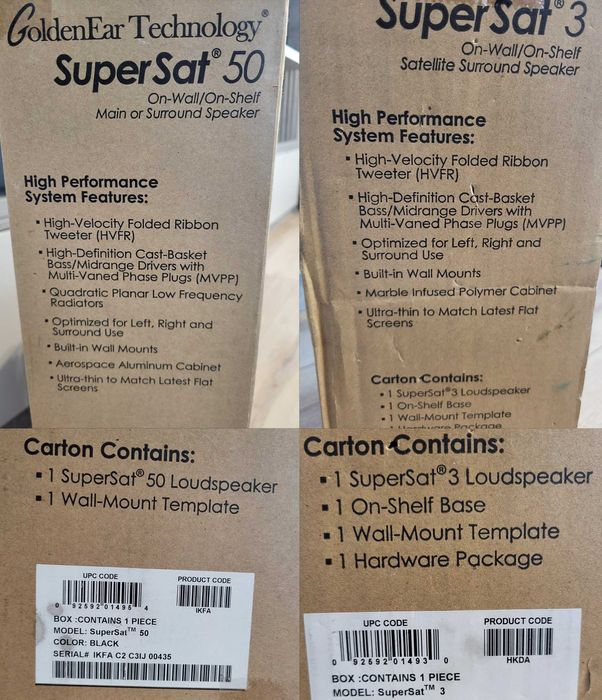 GoldenEar Technology®
SuperSat® 50
On-Wall/On-Shelf
Main or Surround Speaker
High Performance
System Features:
• High-Velocity Folded Ribbon
Tweeter (HVFR)
• High-Definition Cast-Basket
Bass/Midrange Drivers with
Multi-Vaned Phase Plugs (MVPP)
• Quadratic Planar Low Frequency
Radiators
• Optimized for Left, Right and
Surround Use
• Built-in Wall Mounts
• Aerospace Aluminum Cabinet
• Ultra-thin to Match Latest Flat
Screens
SuperSat® 3
On-Wall/On-Shelf
Satellite Surround Speaker
High Performance
System Features:
• High-Velocity Folded Ribbon
Tweeter (HVFR)
• High-Definition Cast-Basket
Bass/Midrange Drivers with
Multi-Vaned Phase Plugs (MVPP)
• Optimized for Left, Right and
Surround Use
• Built-in Wall Mounts
• Marble Infused Polymer Cabinet
• Ultra-thin to Match Latest Flat
Screens
Carton Contains:
• 1 SuperSat® 3 Loudspeaker
• 1 On-Shelf Base
• 1 Wall-Mount Template
• 1 Hardware Package
Carton Contains:
• 1 SuperSat® 50 Loudspeaker
• 1 Wall-Mount Template
UPC CODE
PRODUCT CODE
0 92592 01495 4
IKFA
BOX :CONTAINS 1 PIECE
MODEL: SuperSat™ 50
COLOR: BLACK
SERIAL# IKFA C2 C3IJ 00435
Carton Contains:
• 1 SuperSat® 3 Loudspeaker
• 1 On-Shelf Base
• 1 Wall-Mount Template
• 1 Hardware Package
UPC CODE
PRODUCT CODE
0 92592 01493 0
HKDA
BOX :CONTAINS 1 PIECE
MODEL: SuperSat™ 3